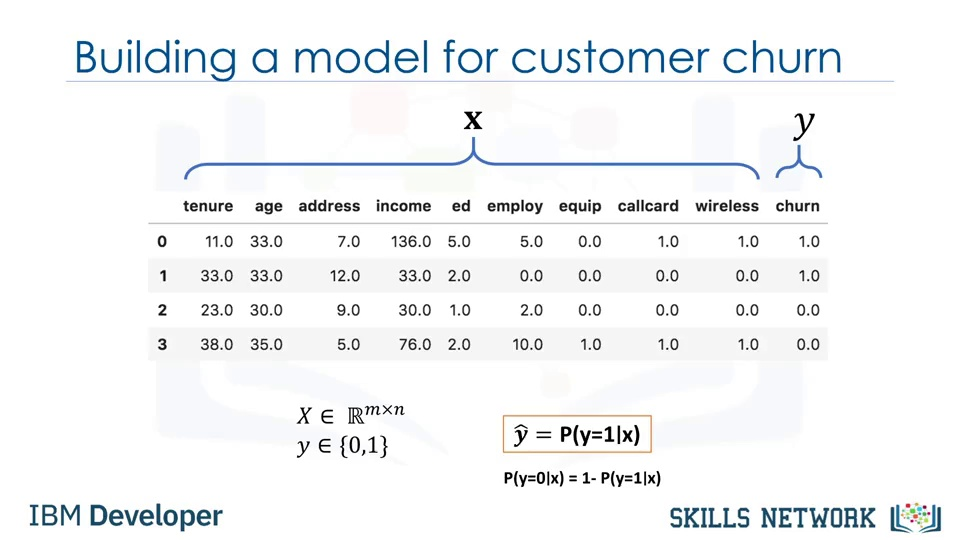 Building a model for customer churn
x y
tenure age address income ed employ equip callcard wireless churn
0 11.0 33.0 7.0 136.0 5.0 5.0 0.0 1.0 1.0 1.0
1 33.0 33.0 12.0 33.0 2.0 0.0 0.0 0.0 0.0 1.0
2 23.0 30.0 9.0 30.0 1.0 2.0 0.0 0.0 0.0 0.0
3 38.0 35.0 5.0 76.0 2.0 10.0 1.0 1.0 1.0 0.0
X ∈ ℝ^{m×n}
y ∈ {0,1}
ŷ = P(y=1|x)
P(y=0|x) = 1- P(y=1|x)
IBM Developer
SKILLS NETWORK